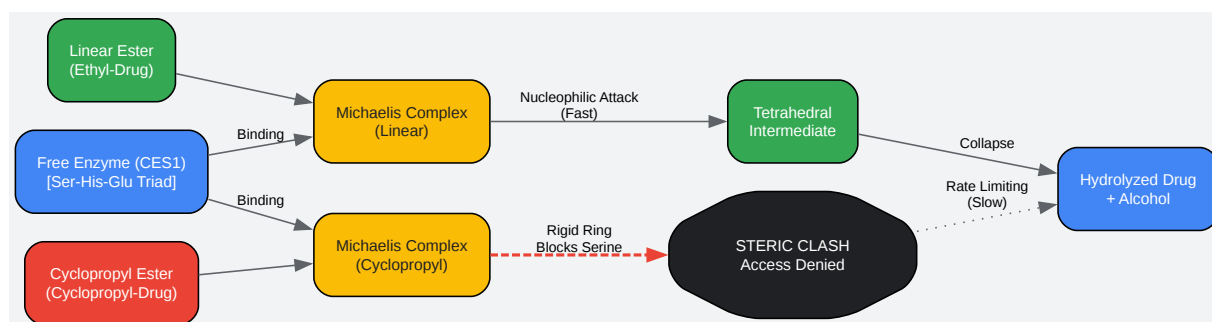 Linear Ester
(Ethyl-Drug)
Free Enzyme (CES1)
[Ser-His-Glu Triad]
Cyclopropyl Ester
(Cyclopropyl-Drug)
Binding
Binding
Michaelis Complex
(Linear)
Michaelis Complex
(Cyclopropyl)
Nucleophilic Attack
(Fast)
Rigid Ring
Blocks Serine
Tetrahedral
Intermediate
STERIC CLASH
Access Denied
Collapse
Rate Limiting
(Slow)
Hydrolyzed Drug
+ Alcohol